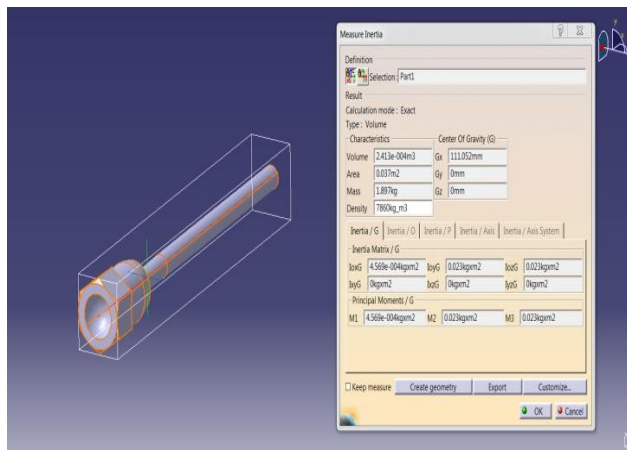 Measure Inertia
Definition
Selection: Part1
Result
Calculation mode : Exact
Type : Volume
Characteristics
Center Of Gravity (G)
Volume 2.413e-004m3 Gx 111.052mm
Area 0.037m2 Gy 0mm
Mass 1.897kg Gz 0mm
Density 7860kg_m3
Inertia / G Inertia / O Inertia / P Inertia / Axis Inertia / Axis System
Inertia Matrix / G
IoxG 4.569e-004kgxm2 IoyG 0.023kgxm2 IozG 0.023kgxm2
IxyG 0kgxm2 IxzG 0kgxm2 IyzG 0kgxm2
Principal Moments / G
M1 4.569e-004kgxm2 M2 0.023kgxm2 M3 0.023kgxm2
Keep measure Create geometry Export Customize...
OK Cancel